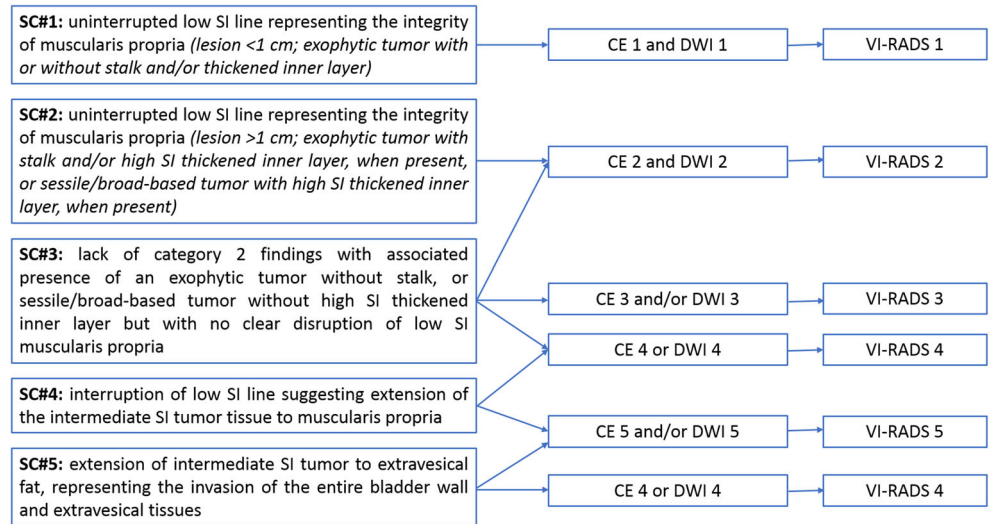 SC#1: uninterrupted low SI line representing the integrity
of muscularis propria (lesion <1 cm; exophytic tumor with
or without stalk and/or thickened inner layer)
CE 1 and DWI 1
VI-RADS 1
SC#2: uninterrupted low SI line representing the integrity
of muscularis propria (lesion >1 cm; exophytic tumor with
stalk and/or high SI thickened inner layer, when present,
or sessile/broad-based tumor with high SI thickened inner
layer, when present)
CE 2 and DWI 2
VI-RADS 2
SC#3: lack of category 2 findings with associated
presence of an exophytic tumor without stalk, or
sessile/broad-based tumor without high SI thickened
inner layer but with no clear disruption of low SI
muscularis propria
CE 3 and/or DWI 3
VI-RADS 3
CE 4 or DWI 4
VI-RADS 4
SC#4: interruption of low SI line suggesting extension of
the intermediate SI tumor tissue to muscularis propria
CE 5 and/or DWI 5
VI-RADS 5
SC#5: extension of intermediate SI tumor to extravesical
fat, representing the invasion of the entire bladder wall
and extravesical tissues
CE 4 or DWI 4
VI-RADS 4